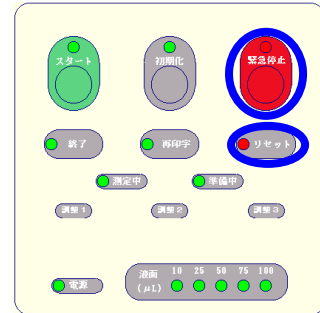 スタート
初期化
緊急停止
終了
再印字
リセット
測定中
準備中
調整1
調整2
調整3
電源
液面 10 25 50 75 100
(μL)